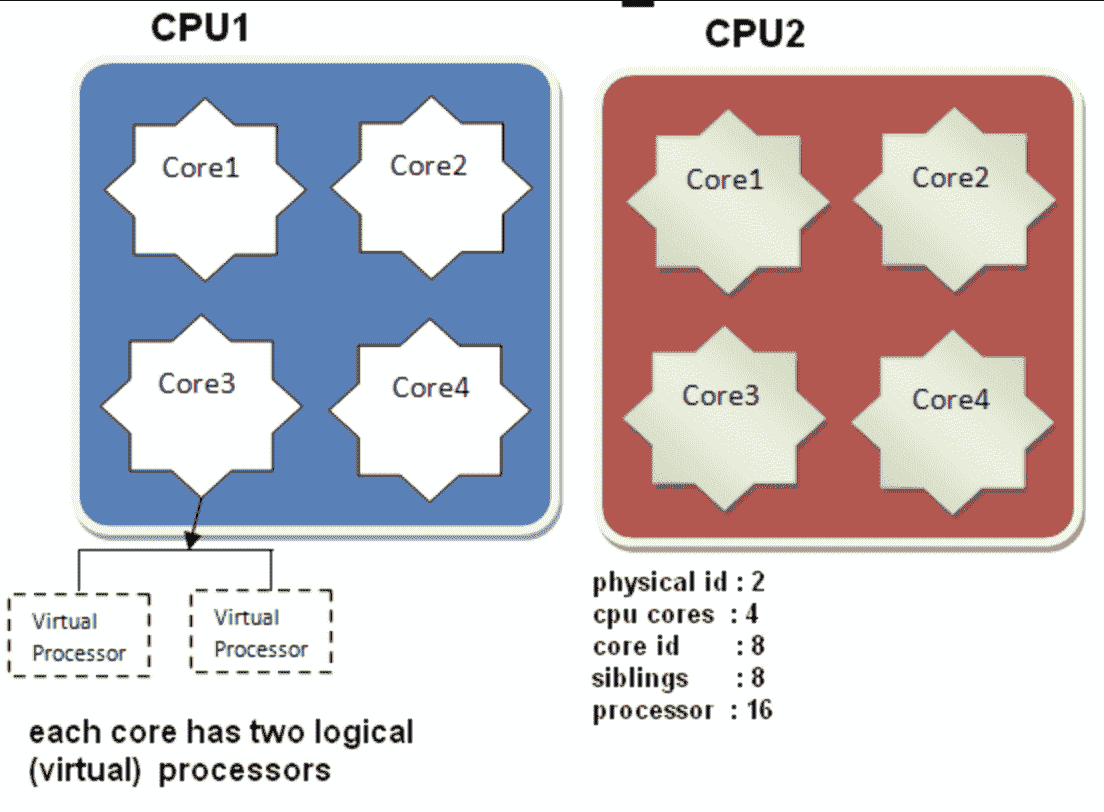 CPU1
Core1
Core2
Core3
Core4
Virtual
Processor
Virtual
Processor
each core has two logical
(virtual) processors
CPU2
Core1
Core2
Core3
Core4
physical id : 2
cpu cores : 4
core id : 8
siblings : 8
processor : 16